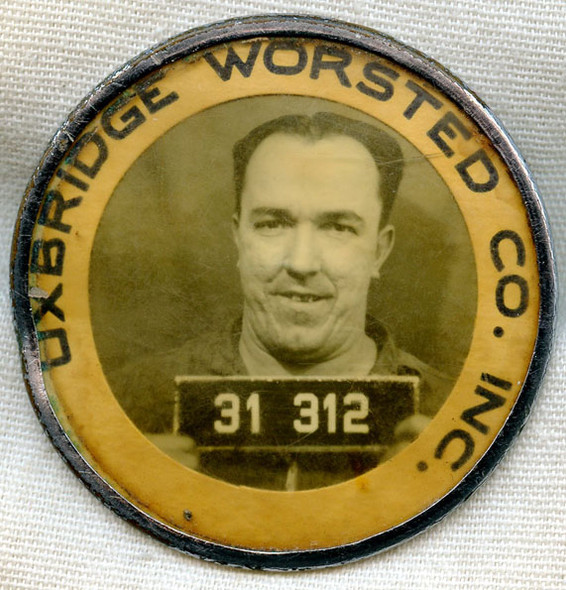 UXBRIDGE WORSTED CO. INC.
31 312